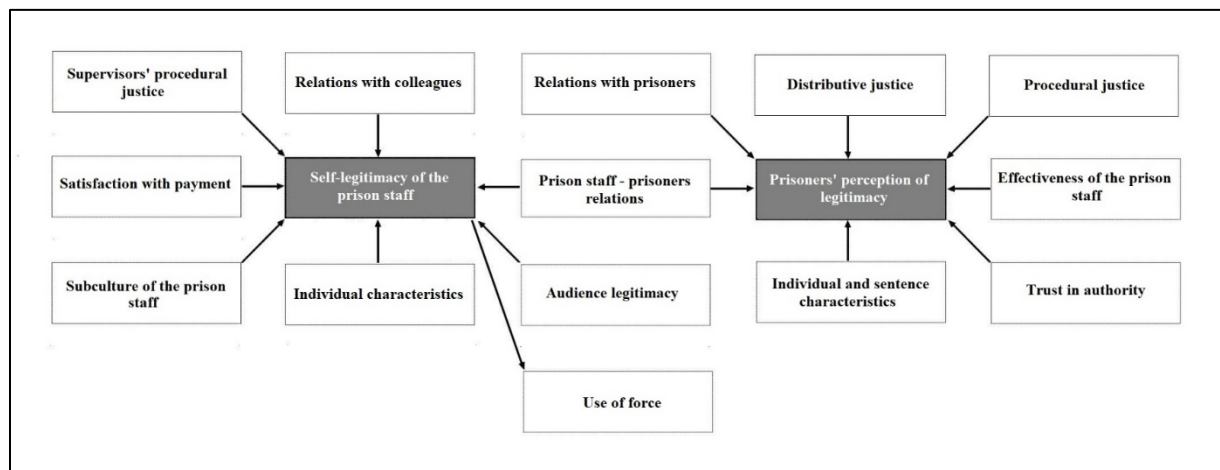 Supervisors' procedural
justice
Relations with colleagues
Relations with prisoners
Distributive justice
Procedural justice
Satisfaction with payment
Self-legitimacy of the
prison staff
Prison staff - prisoners
relations
Prisoners' perception of
legitimacy
Effectiveness of the prison
staff
Subculture of the prison
staff
Individual characteristics
Audience legitimacy
Individual and sentence
characteristics
Trust in authority
Use of force